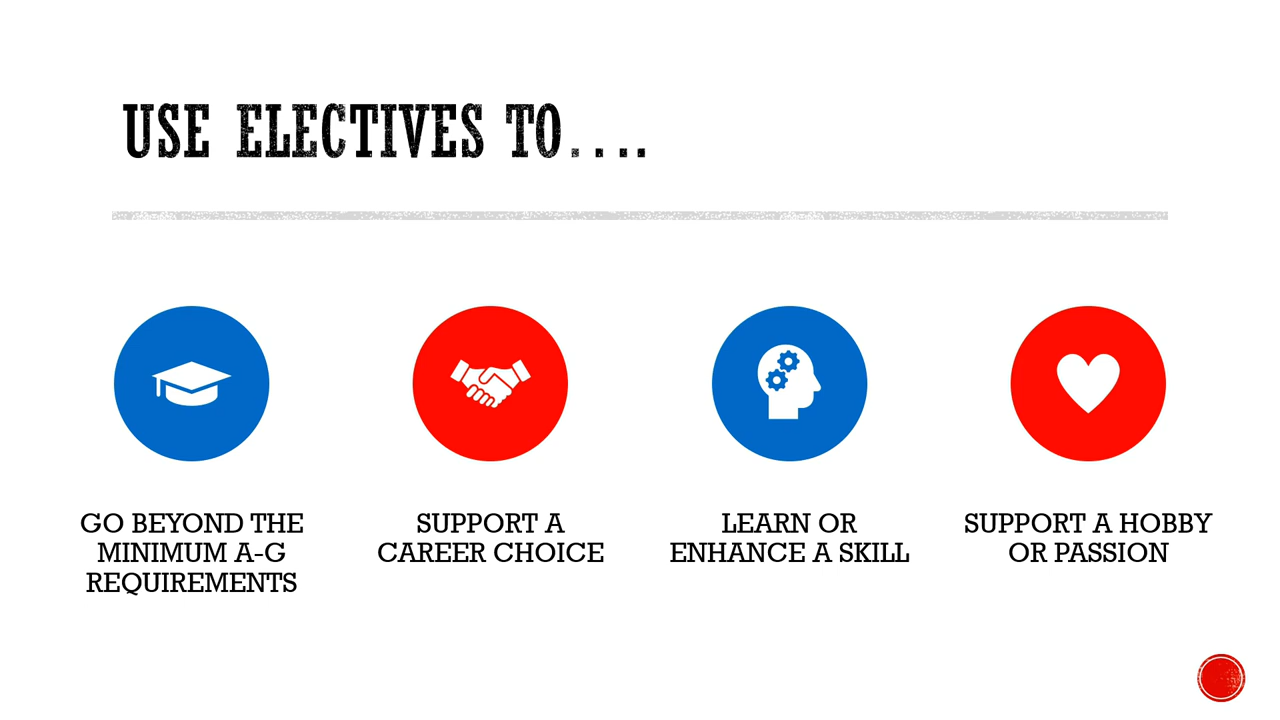 USE ELECTIVES TO....
GO BEYOND THE
MINIMUM A-G
REQUIREMENTS
SUPPORT A
CAREER CHOICE
LEARN OR
ENHANCE A SKILL
SUPPORT A HOBBY
OR PASSION